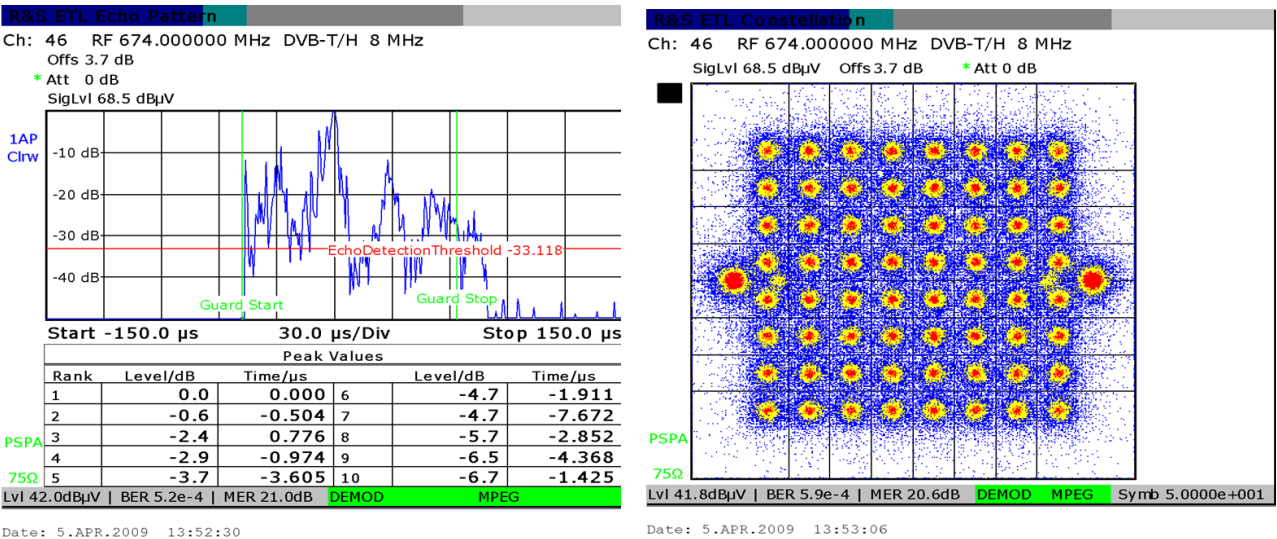 R&S ETL Echo Pattern
Ch: 46 RF 674.000000 MHz DVB-T/H 8 MHz
Offs 3.7 dB
* Att 0 dB
SigLvl 68.5 dBµV
1AP
Clrw
-10 dB
-20 dB
-30 dB
EchoDetectionThreshold -33.118
-40 dB
Guard Start
Guard Stop
Start -150.0 µs 30.0 µs/Div Stop 150.0 µs
Peak Values
Rank Level/dB Time/µs Level/dB Time/µs
1 0.0 0.000 6 -4.7 -1.911
2 -0.6 -0.504 7 -4.7 -7.672
3 -2.4 0.776 8 -5.7 -2.852
4 -2.9 -0.974 9 -6.5 -4.368
5 -3.7 -3.605 10 -6.7 -1.425
PSPA
75Ω
Lvl 42.0dBµV | BER 5.2e-4 | MER 21.0dB DEMOD MPEG
Date: 5.APR.2009 13:52:30
R&S ETL Constellation
Ch: 46 RF 674.000000 MHz DVB-T/H 8 MHz
SigLvl 68.5 dBµV Offs 3.7 dB * Att 0 dB
PSPA
75Ω
Lvl 41.8dBµV | BER 5.9e-4 | MER 20.6dB DEMOD MPEG Symb 5.0000e+001
Date: 5.APR.2009 13:53:06